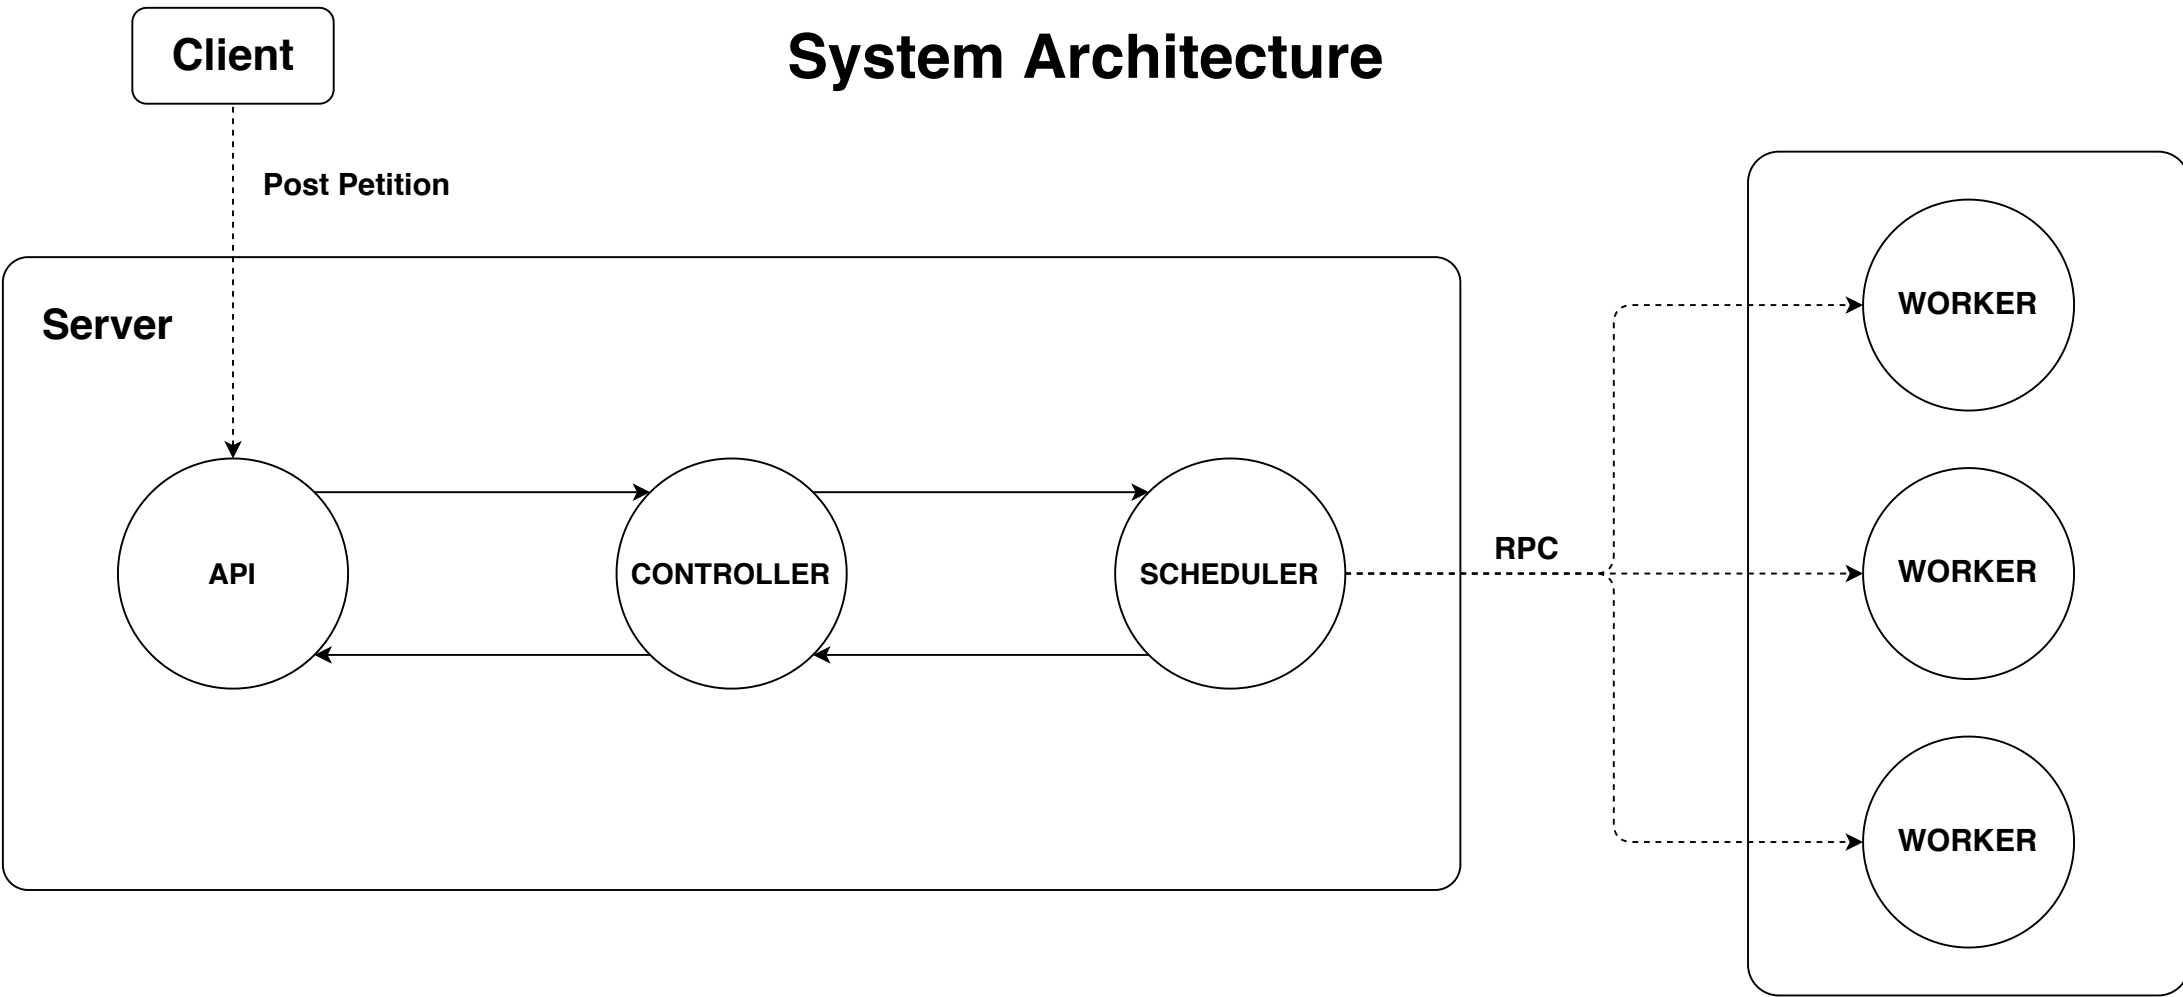 Client
System Architecture
Post Petition
Server
API
CONTROLLER
SCHEDULER
RPC
WORKER
WORKER
WORKER